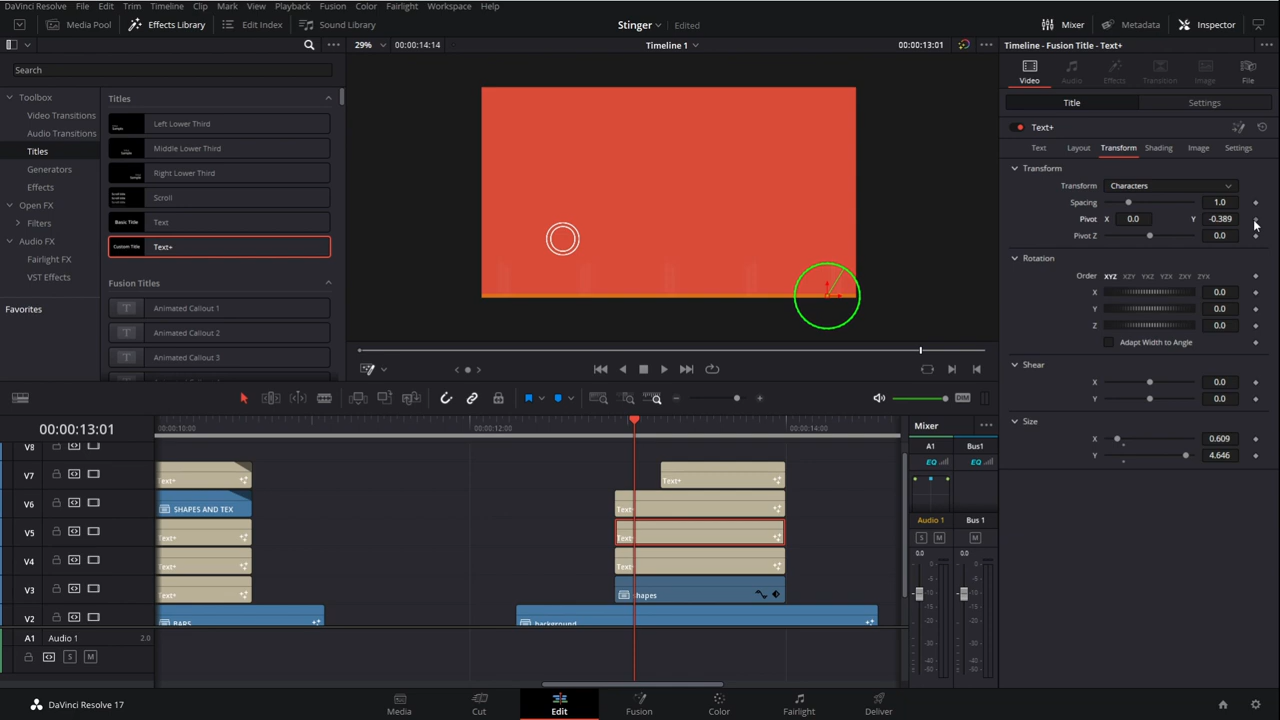 DaVinci Resolve File Edit Trim Timeline Clip Mark View Playback Fusion Color Fairlight Workspace Help
Media Pool Effects Library Edit Index Sound Library Stinger Edited Mixer Metadata Inspector
29% 00:00:14:14 Timeline 1 00:00:13:01 Timeline - Fusion Title - Text+
Search
Video Audio Effects Transition Image File
Toolbox
Video Transitions
Audio Transitions
Titles
Generators
Effects
Open FX
Filters
Audio FX
Fairlight FX
VST Effects
Favorites
Titles
Left Lower Third
Middle Lower Third
Right Lower Third
Scroll
Basic Title Text
Custom Title Text+
Fusion Titles
Animated Callout 1
Animated Callout 2
Animated Callout 3
Title Settings
Text+
Text Layout Transform Shading Image Settings
Transform
Transform Characters
Spacing 1.0
Pivot X 0.0 Y -0.389
Pivot Z 0.0
Rotation
Order XYZ XZY YXZ YZX ZXY ZYX
X 0.0
Y 0.0
Z 0.0
Adapt Width to Angle
Shear
X 0.0
Y 0.0
Size
X 0.609
Y 4.646
DIM
00:00:13:01 00:00:10:00 00:00:12:00 00:00:14:00
V8
V7 Text+ Text+
V6 SHAPES AND TEX Text+
V5 Text+ Text+
V4 Text+ Text+
V3 Text+ shapes
V2 BARS background
A1 Audio 1 2.0
S M
Mixer
A1 Bus1
EQ EQ
Audio 1 Bus 1
S M M
0.0 0.0
DaVinci Resolve 17 Media Cut Edit Fusion Color Fairlight Deliver